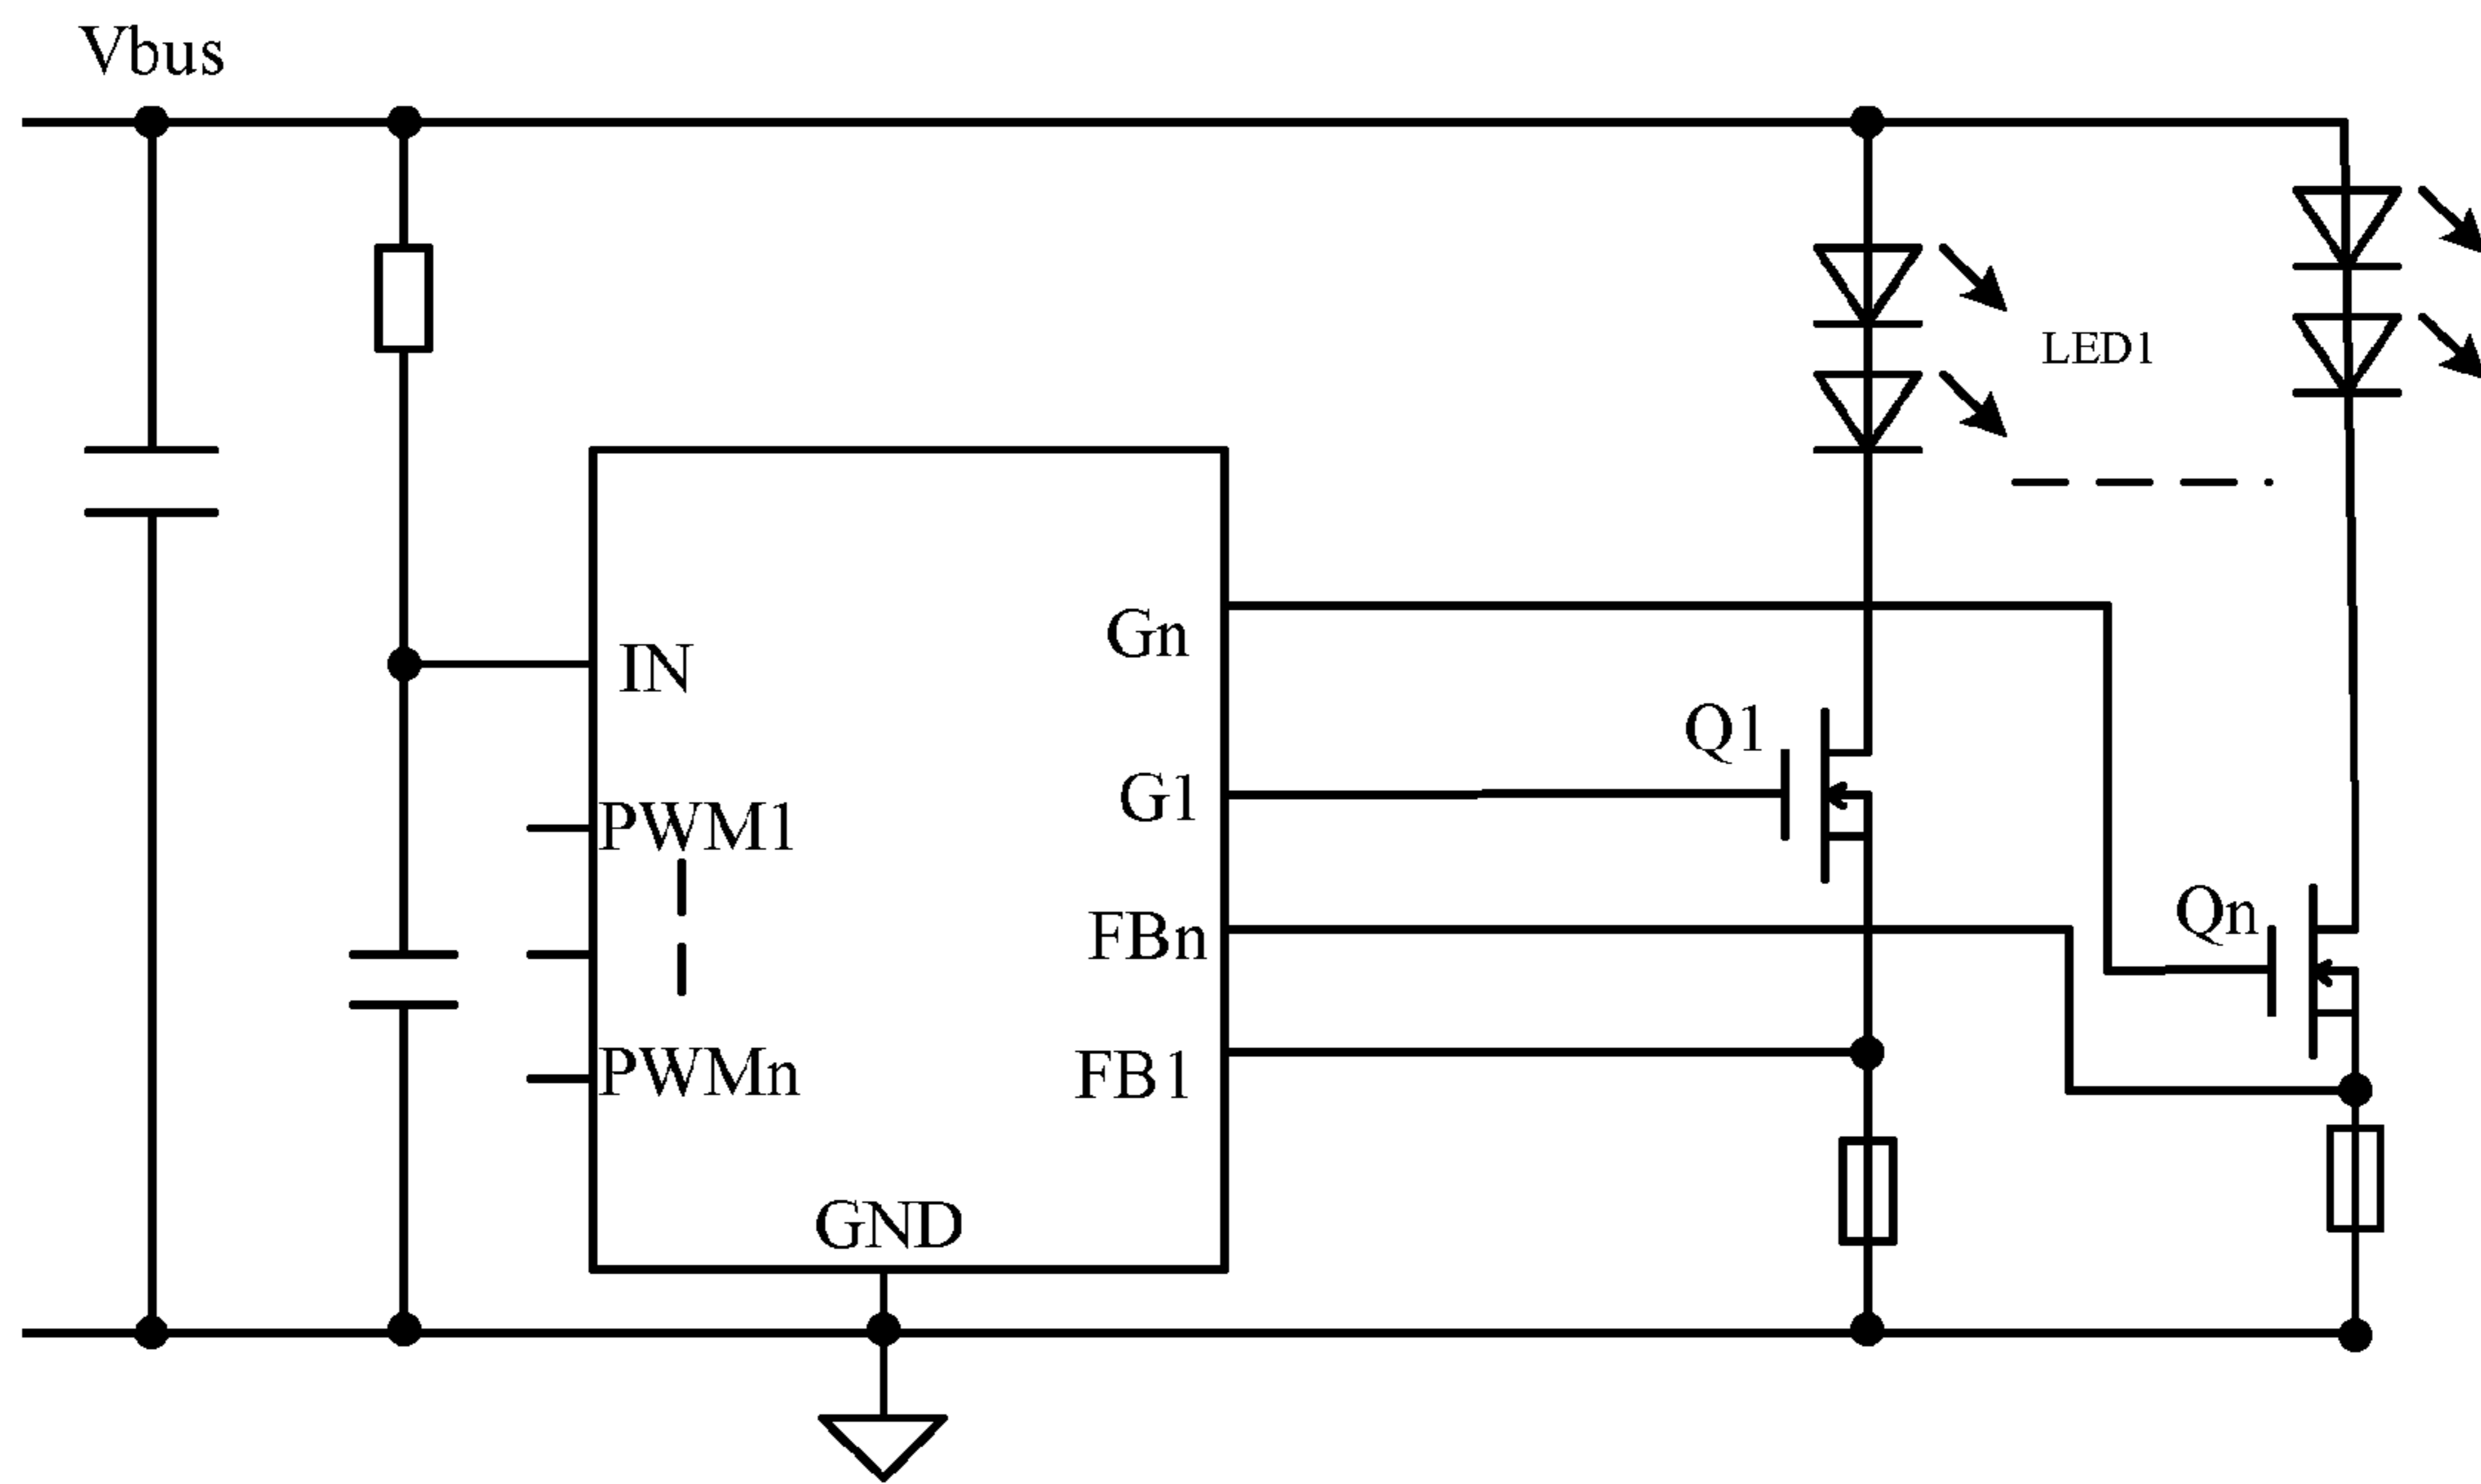 Vbus
LED1
Gn
IN
Q1
G1
PWM1
Qn
FBn
PWMn
FB1
GND